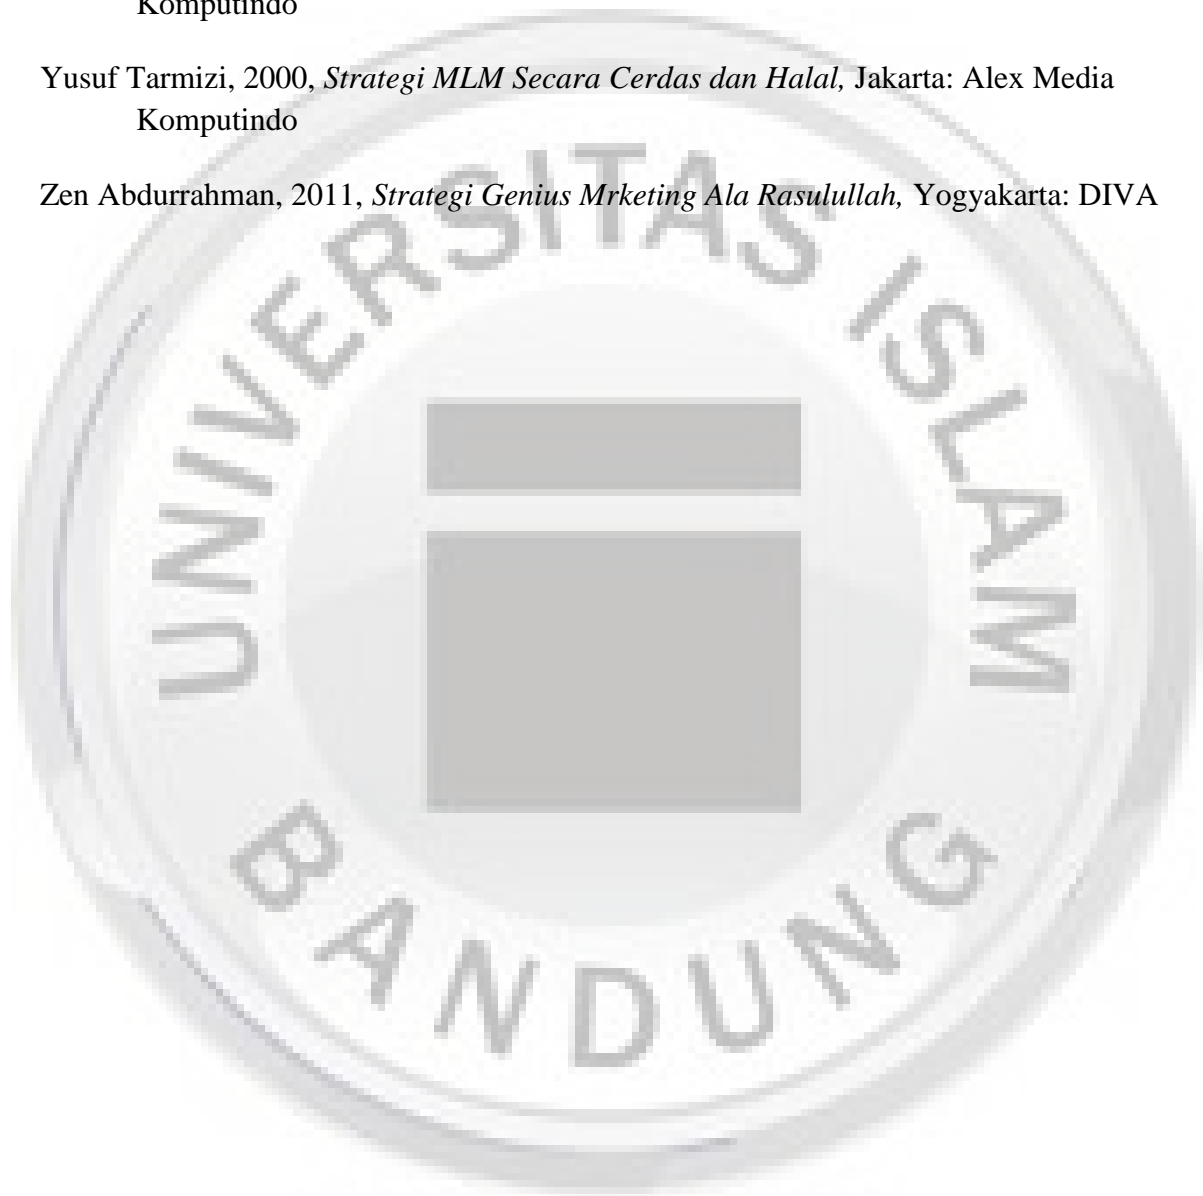 Komputindo
Yusuf Tarmizi, 2000, Strategi MLM Secara Cerdas dan Halal, Jakarta: Alex Media
Komputindo
Zen Abdurrahman, 2011, Strategi Genius Mrketing Ala Rasulullah, Yogyakarta: DIVA
UNIVERSITAS ISLAM
BANDUNG